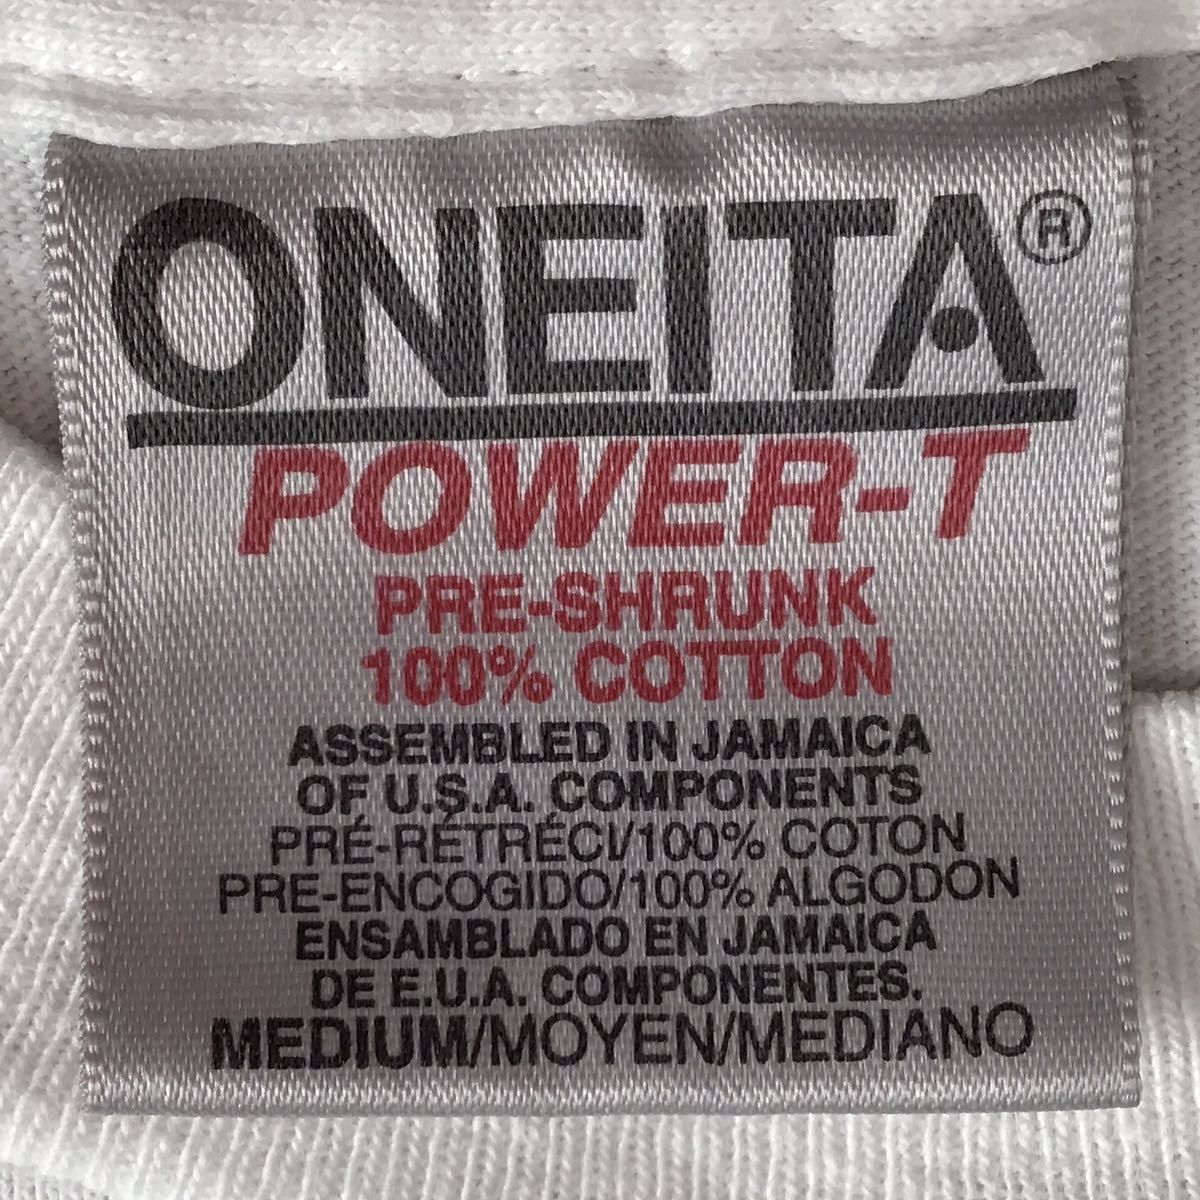 ONEITA®
POWER-T
PRE-SHRUNK
100% COTTON
ASSEMBLED IN JAMAICA
OF U.S.A. COMPONENTS
PRÉ-RÉTRÉCI/100% COTON
PRE-ENCOGIDO/100% ALGODON
ENSAMBLADO EN JAMAICA
DE E.U.A. COMPONENTES.
MEDIUM/MOYEN/MEDIANO